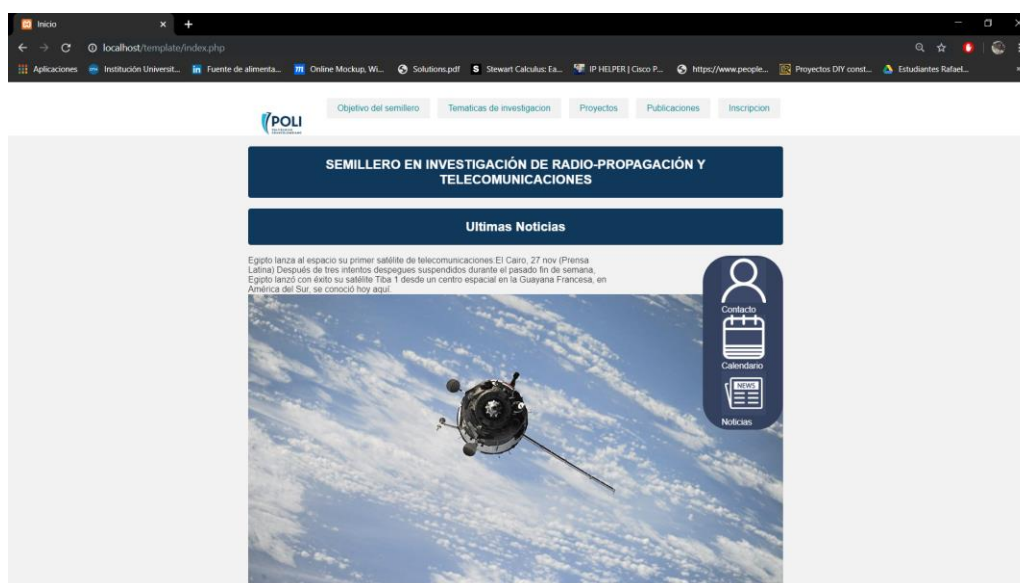 Inicio
localhost/template/index.php
Aplicaciones
Institución Universit...
Fuente de alimenta...
Online Mockup, Wi...
Solutions.pdf
Stewart Calculus: Ea...
IP HELPER | Cisco P...
https://www.people...
Proyectos DIY const...
Estudiantes Rafael...
POLI
Objetivo del semillero
Tematicas de investigacion
Proyectos
Publicaciones
Inscripcion
SEMILLERO EN INVESTIGACIÓN DE RADIO-PROPAGACIÓN Y
TELECOMUNICACIONES
Ultimas Noticias
Egipto lanza al espacio su primer satélite de telecomunicaciones El Cairo, 27 nov (Prensa
Latina) Después de tres intentos despegues suspendidos durante el pasado fin de semana,
Egipto lanzó con éxito su satélite Tiba 1 desde un centro espacial en la Guayana Francesa, en
América del Sur, se conoció hoy aquí.
Contacto
Calendario
NEWS
Noticias